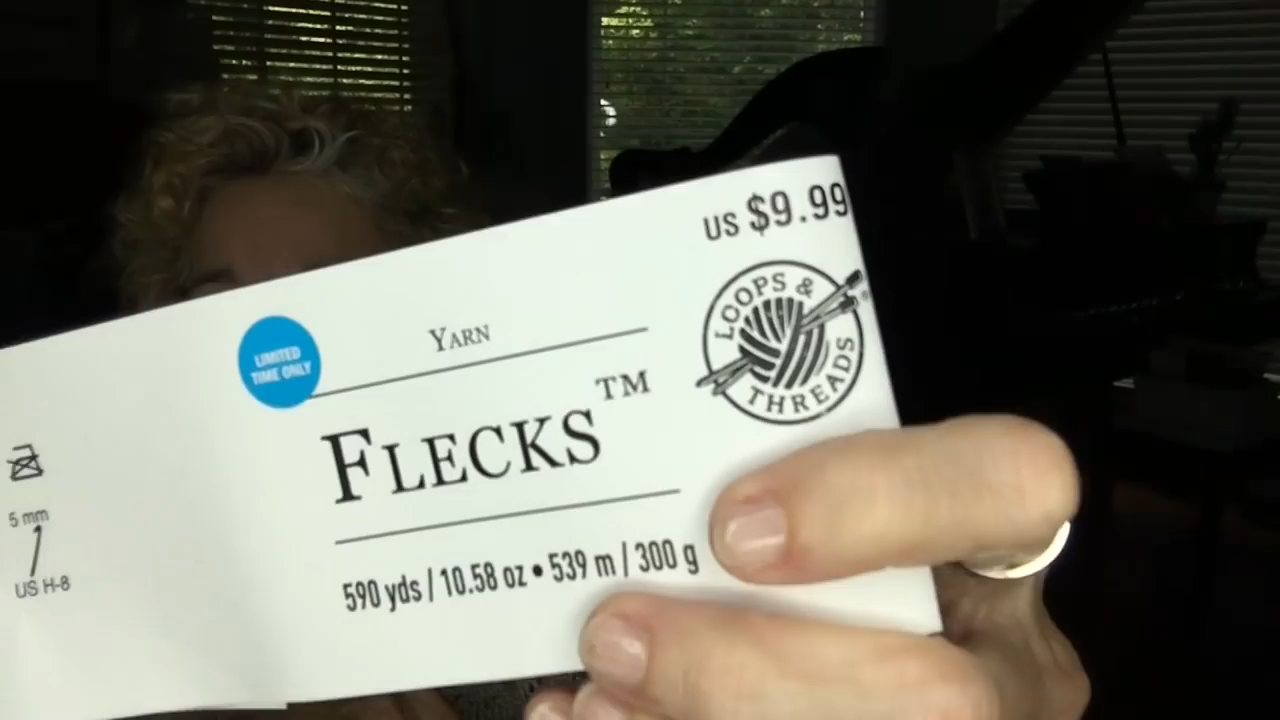 US $9.99
LOOPS &
THREADS
®
YARN
LIMITED
TIME ONLY
FLECKS™
590 yds / 10.58 oz • 539 m / 300 g
5 mm
US H-8